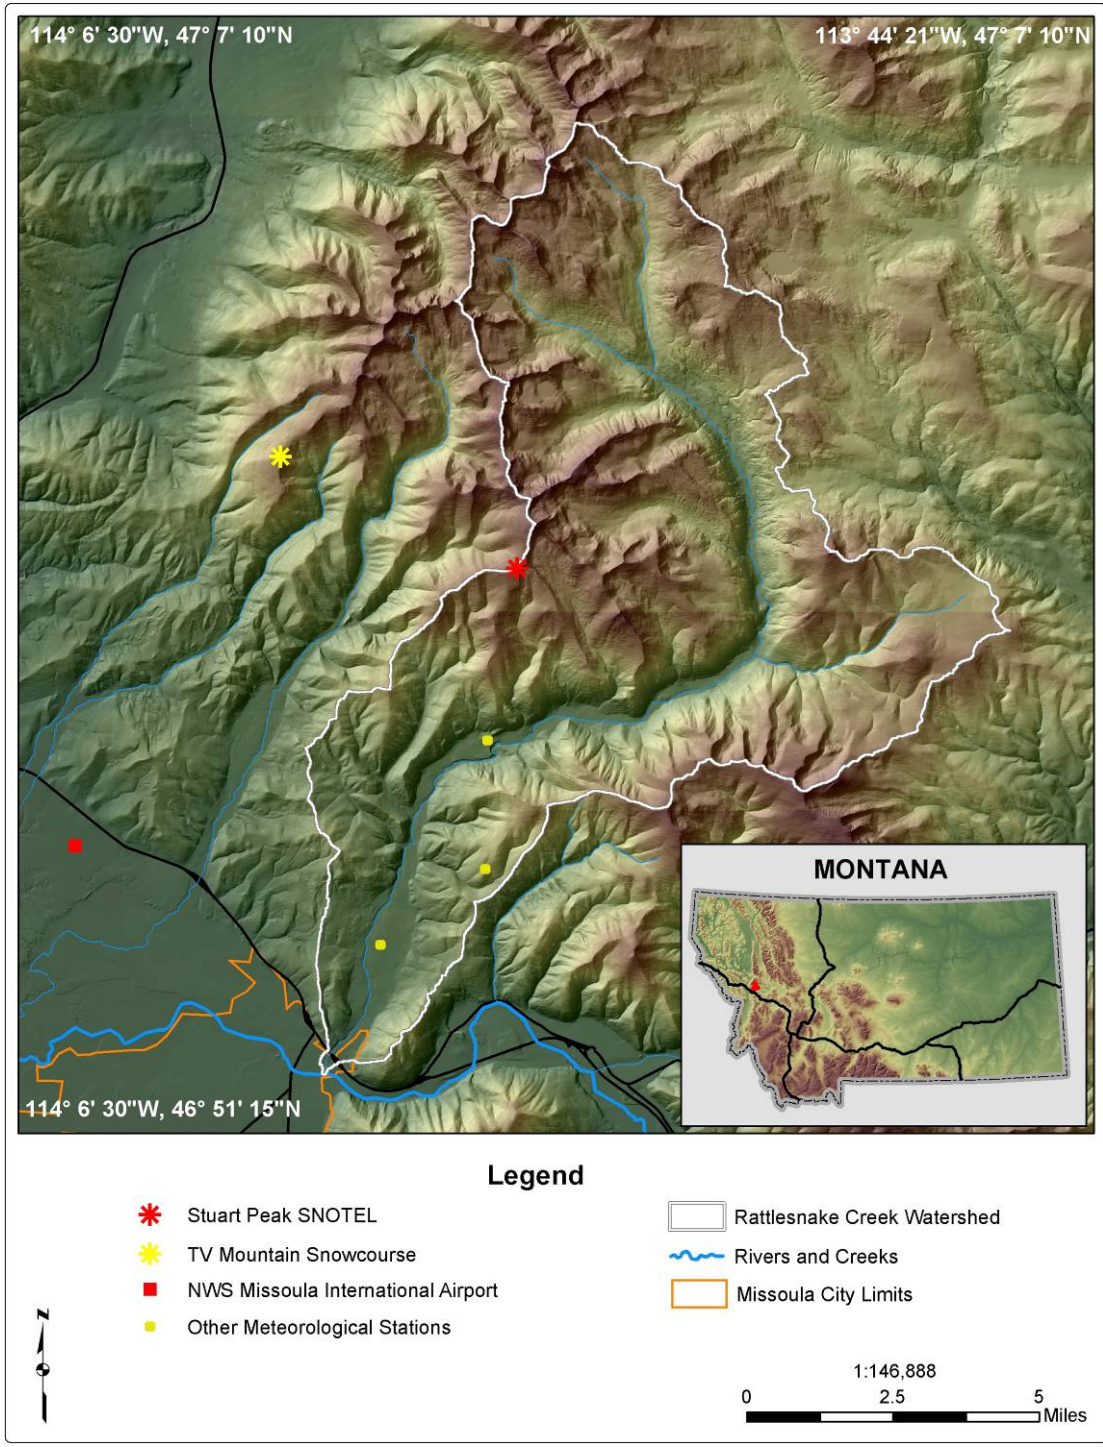 114° 6' 30"W, 47° 7' 10"N
113° 44' 21"W, 47° 7' 10"N
MONTANA
114° 6' 30"W, 46° 51' 15"N
Legend
Stuart Peak SNOTEL
TV Mountain Snowcourse
NWS Missoula International Airport
Other Meteorological Stations
Rattlesnake Creek Watershed
Rivers and Creeks
Missoula City Limits
N
1:146,888
0 2.5 5
Miles